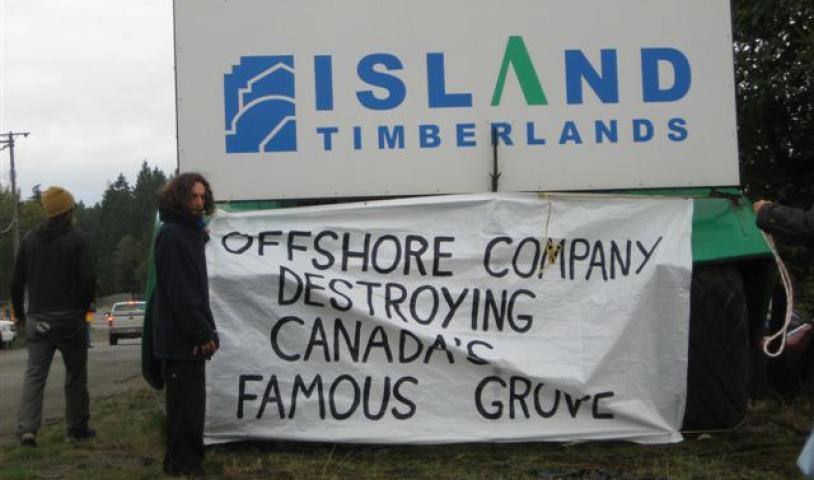 ISLAND
TIMBERLANDS
OFFSHORE COMPANY
DESTROYING
CANADA'S
FAMOUS GROVE